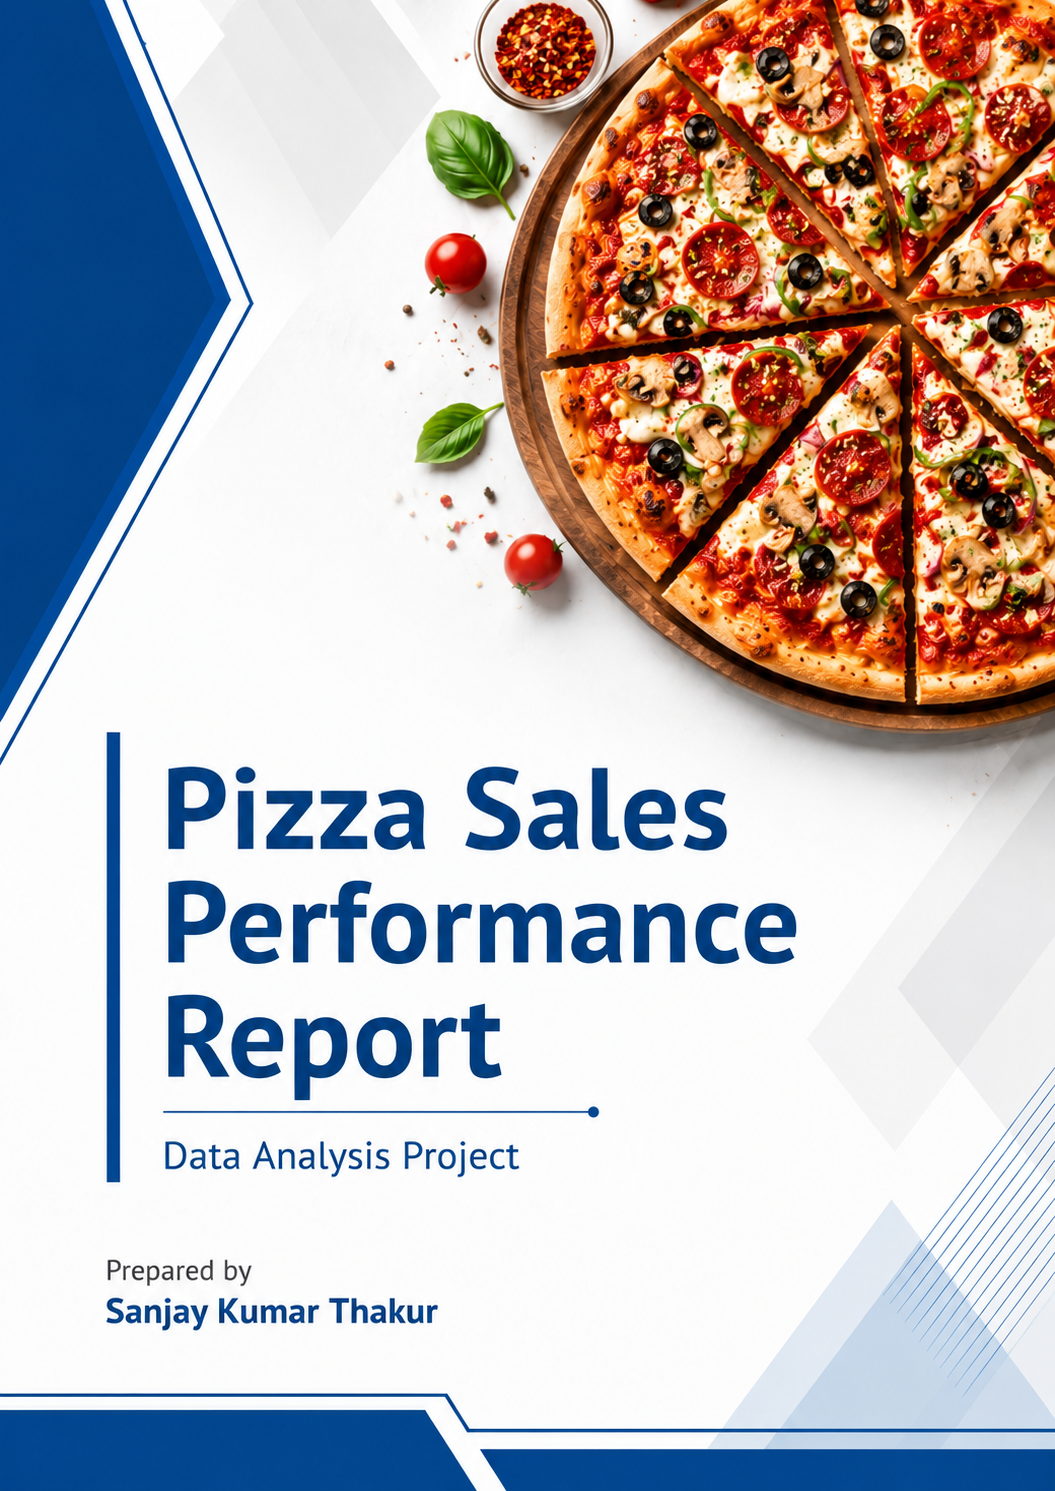 Pizza Sales
Performance
Report
Data Analysis Project
Prepared by
Sanjay Kumar Thakur